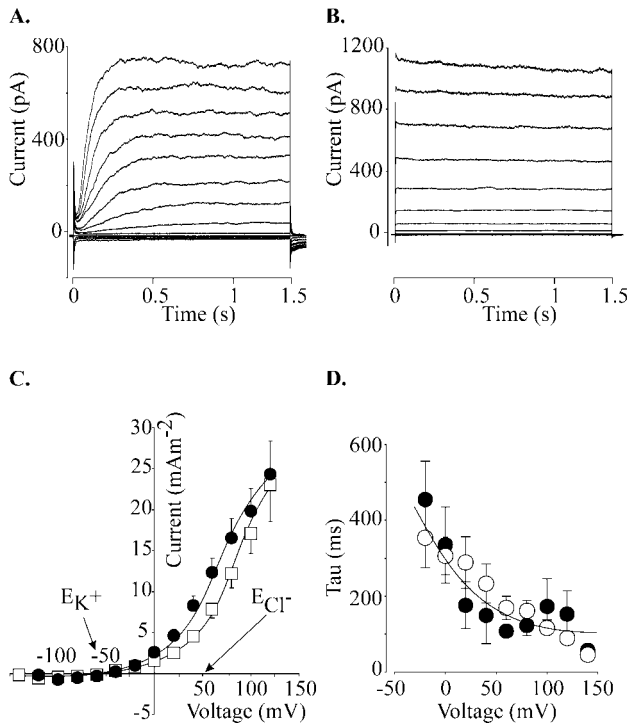 A.
B.
800
400
0
Current (pA)
0
0.5
1
1.5
Time (s)
1200
800
400
0
Current (pA)
0
0.5
1
1.5
Time (s)
C.
D.
30
25
20
15
10
5
-5
Current (mAm-2)
EK+
ECl-
-100
-50
50
100
150
Voltage (mV)
600
400
200
0
Tau (ms)
-50
0
50
100
150
Voltage (mV)